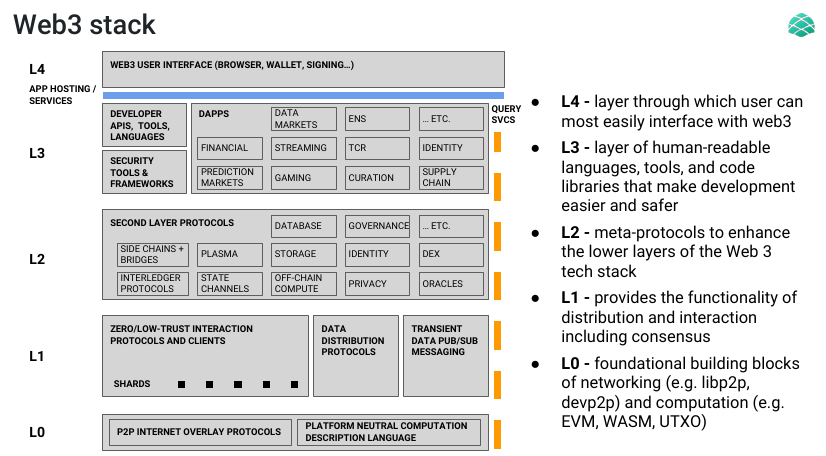 Web3 stack
L4
WEB3 USER INTERFACE (BROWSER, WALLET, SIGNING…)
APP HOSTING /
SERVICES
L3
DEVELOPER
APIS, TOOLS,
LANGUAGES
SECURITY
TOOLS &
FRAMEWORKS
DAPPS
DATA
MARKETS
ENS
... ETC.
FINANCIAL
STREAMING
TCR
IDENTITY
PREDICTION
MARKETS
GAMING
CURATION
SUPPLY
CHAIN
QUERY
SVCS
L2
SECOND LAYER PROTOCOLS
DATABASE
GOVERNANCE
... ETC.
SIDE CHAINS +
BRIDGES
PLASMA
STORAGE
IDENTITY
DEX
INTERLEDGER
PROTOCOLS
STATE
CHANNELS
OFF-CHAIN
COMPUTE
PRIVACY
ORACLES
L1
ZERO/LOW-TRUST INTERACTION
PROTOCOLS AND CLIENTS
SHARDS
DATA
DISTRIBUTION
PROTOCOLS
TRANSIENT
DATA PUB/SUB
MESSAGING
L0
P2P INTERNET OVERLAY PROTOCOLS
PLATFORM NEUTRAL COMPUTATION
DESCRIPTION LANGUAGE
● L4 - layer through which user can
most easily interface with web3
● L3 - layer of human-readable
languages, tools, and code
libraries that make development
easier and safer
● L2 - meta-protocols to enhance
the lower layers of the Web 3
tech stack
● L1 - provides the functionality of
distribution and interaction
including consensus
● L0 - foundational building blocks
of networking (e.g. libp2p,
devp2p) and computation (e.g.
EVM, WASM, UTXO)